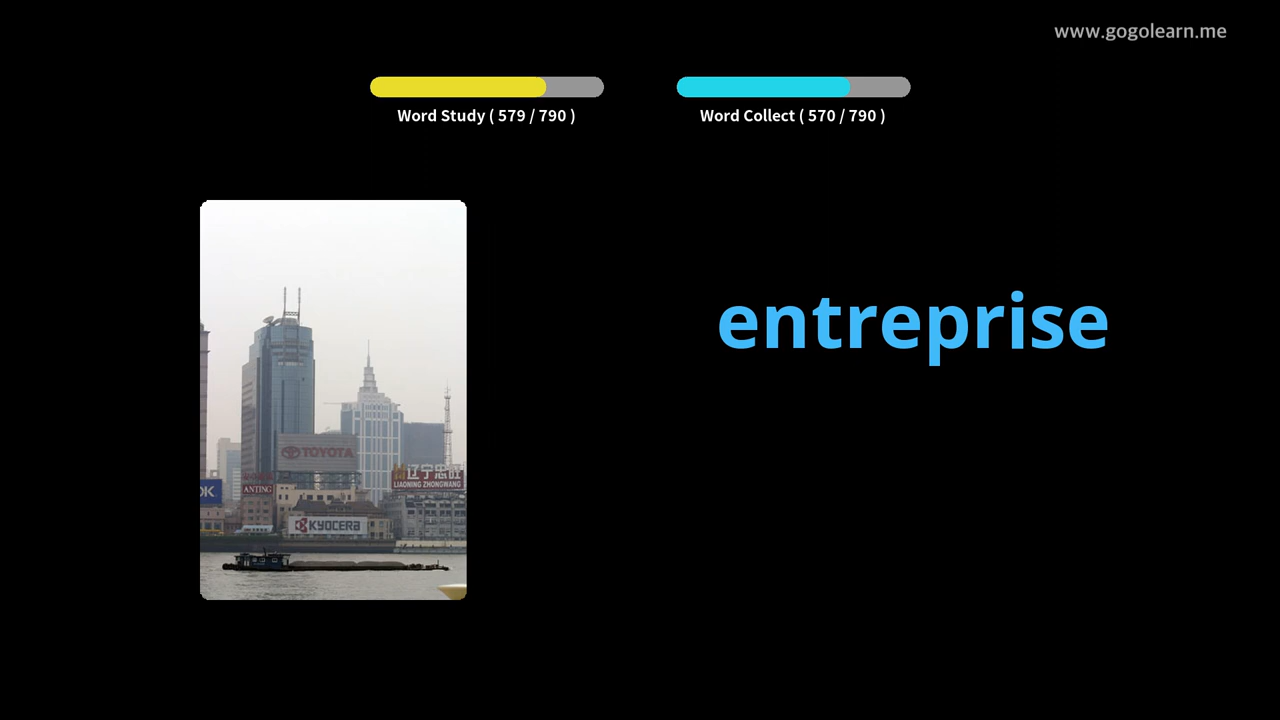 www.gogolearn.me
Word Study ( 579 / 790 )
Word Collect ( 570 / 790 )
entreprise
TOYOTA
辽宁忠旺
LIAONING ZHONGWANG
OK
ANTING
KYOCERA